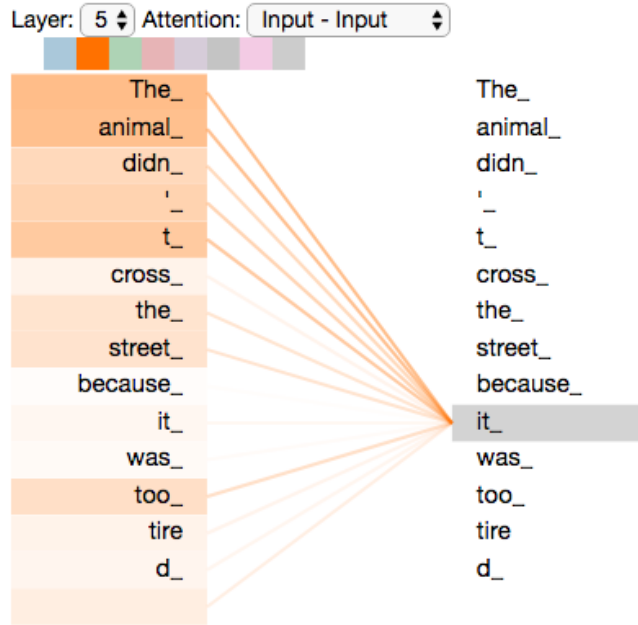 Layer: 5 Attention: Input - Input
The_ The_
animal_ animal_
didn_ didn_
'_ '_
t_ t_
cross_ cross_
the_ the_
street_ street_
because_ because_
it_ it_
was_ was_
too_ too_
tire tire
d_ d_